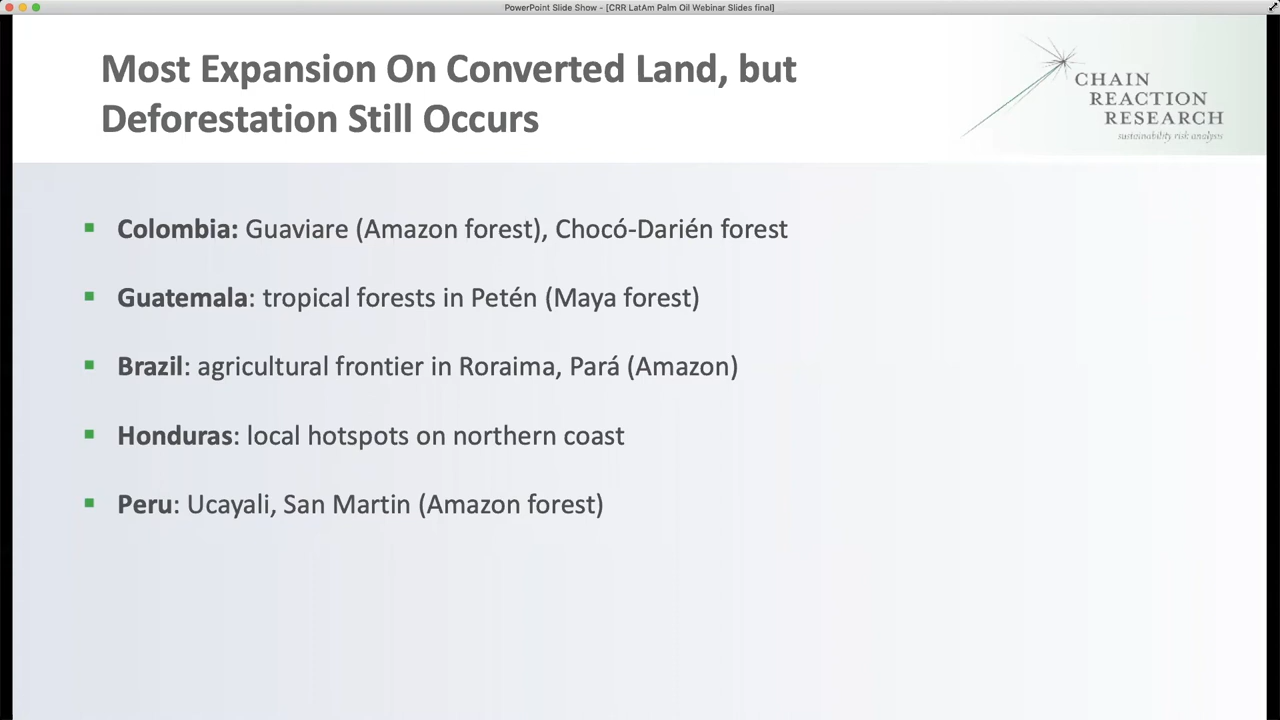 PowerPoint Slide Show - [CRR LatAm Palm Oil Webinar Slides final]
Most Expansion On Converted Land, but
Deforestation Still Occurs
CHAIN
REACTION
RESEARCH
sustainability risk analysis
Colombia: Guaviare (Amazon forest), Chocó-Darién forest
Guatemala: tropical forests in Petén (Maya forest)
Brazil: agricultural frontier in Roraima, Pará (Amazon)
Honduras: local hotspots on northern coast
Peru: Ucayali, San Martin (Amazon forest)